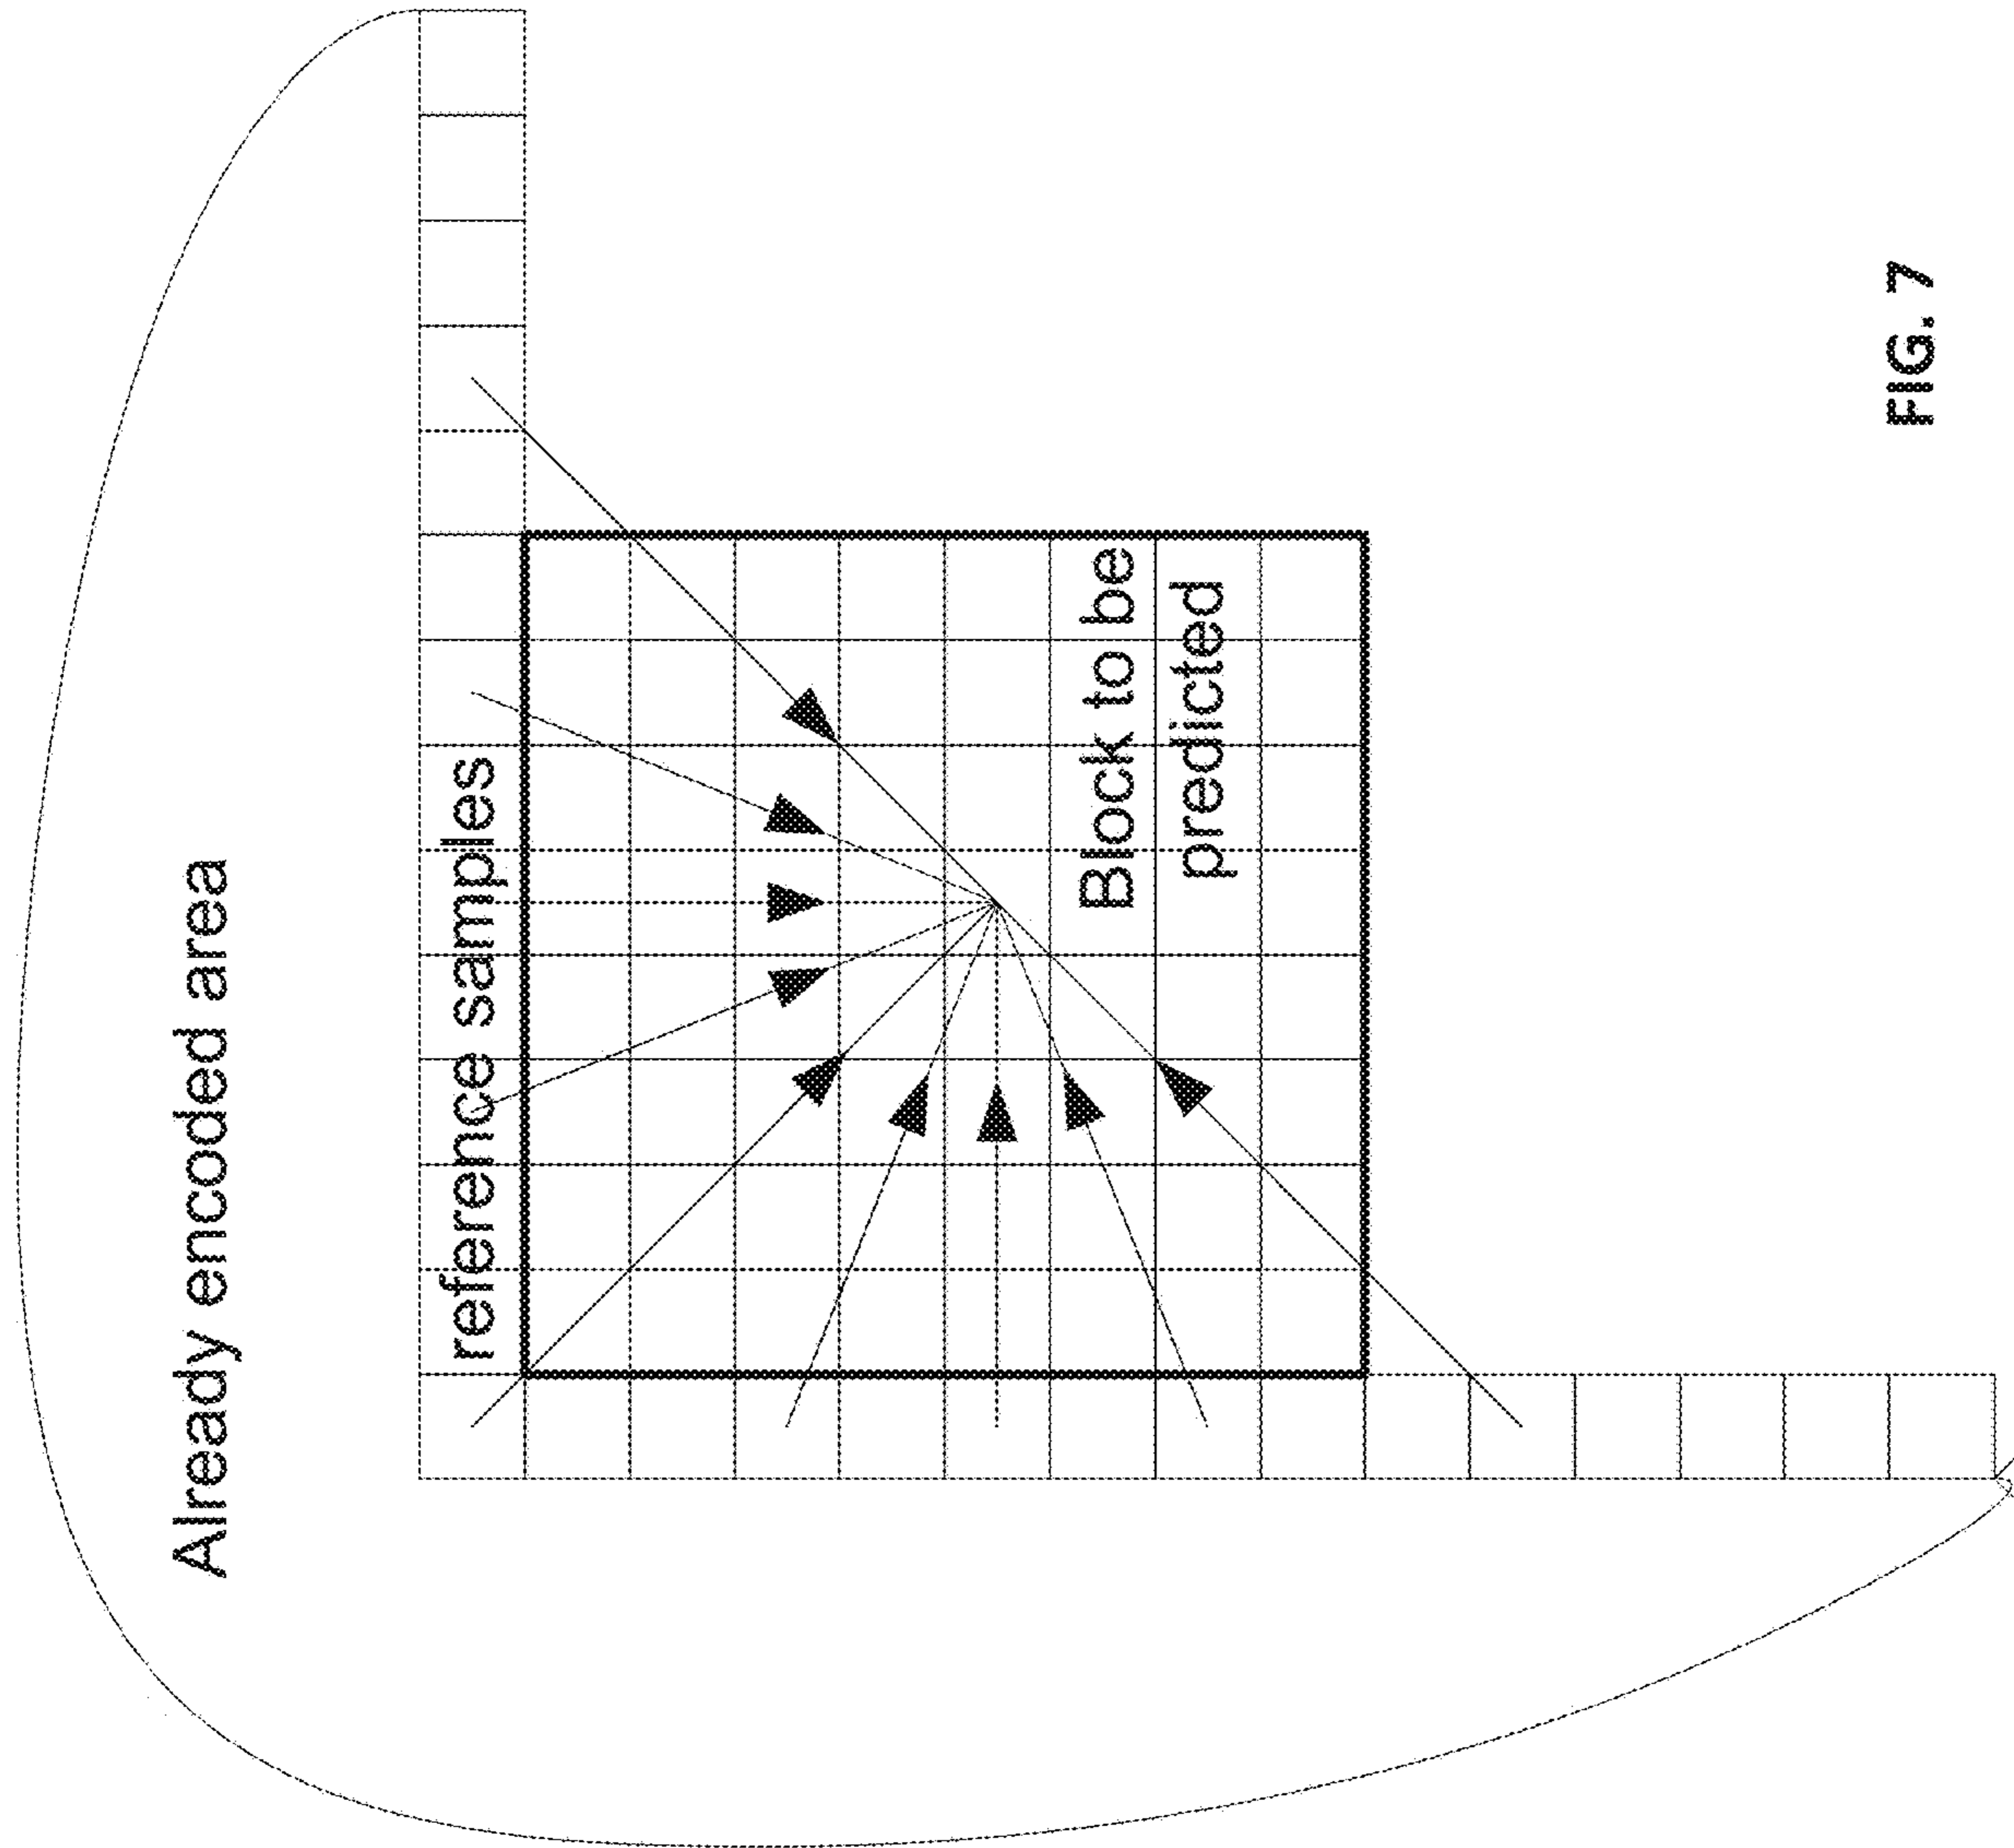 Already encoded area
reference samples
Block to be
predicted
FIG. 7